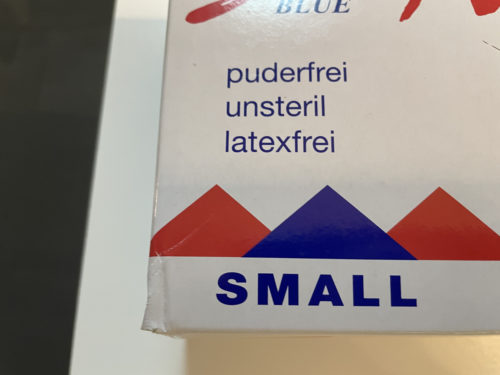 BLUE
puderfrei
unsteril
latexfrei
SMALL